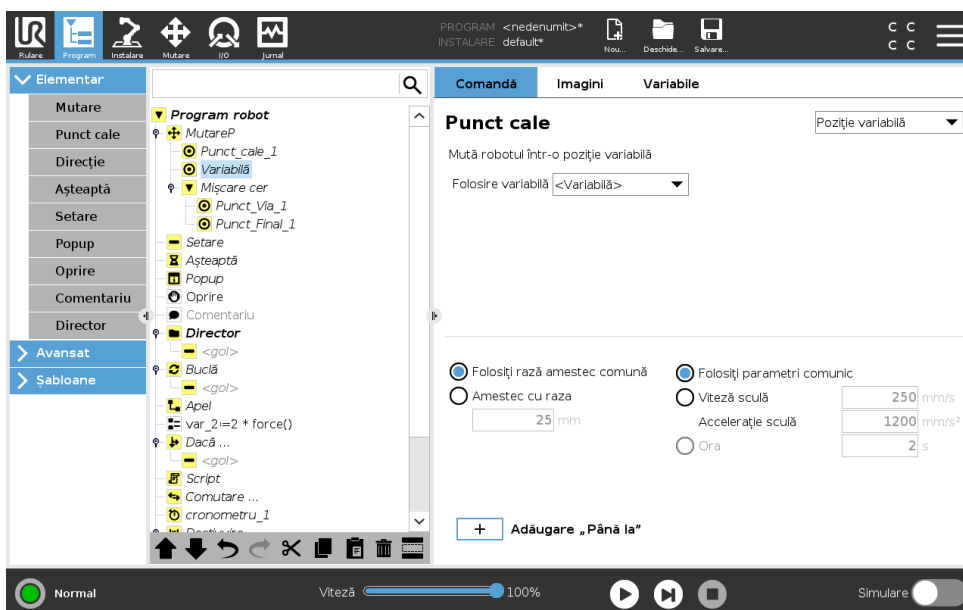 Rulare
Program
Instalare
Mutare
I/O
Jurnal
PROGRAM <nedenumit>*
INSTALARE default*
Nou...
Deschide...
Salvare...
C C
C C
Elementar
Mutare
Punct cale
Direcție
Așteaptă
Setare
Popup
Oprire
Comentariu
Director
Avansat
Șabloane
Program robot
MutareP
Punct_cale_1
Variabilă
Mișcare cer
Punct_Via_1
Punct_Final_1
Setare
Așteaptă
Popup
Oprire
Comentariu
Director
<gol>
Buclă
<gol>
Apel
var_2≔2 * force()
Dacă ...
<gol>
Script
Comutare ...
cronometru_1
Comandă
Imagini
Variabile
Punct cale
Poziție variabilă
Mută robotul într-o poziție variabilă
Folosire variabilă <Variabilă>
Folosiți rază amestec comună
Amestec cu raza
25 mm
Folosiți parametri comunic
Viteză sculă 250 mm/s
Accelerație sculă 1200 mm/s²
Ora 2 s
+ Adăugare „Până la”
Normal
Viteză 100%
Simulare